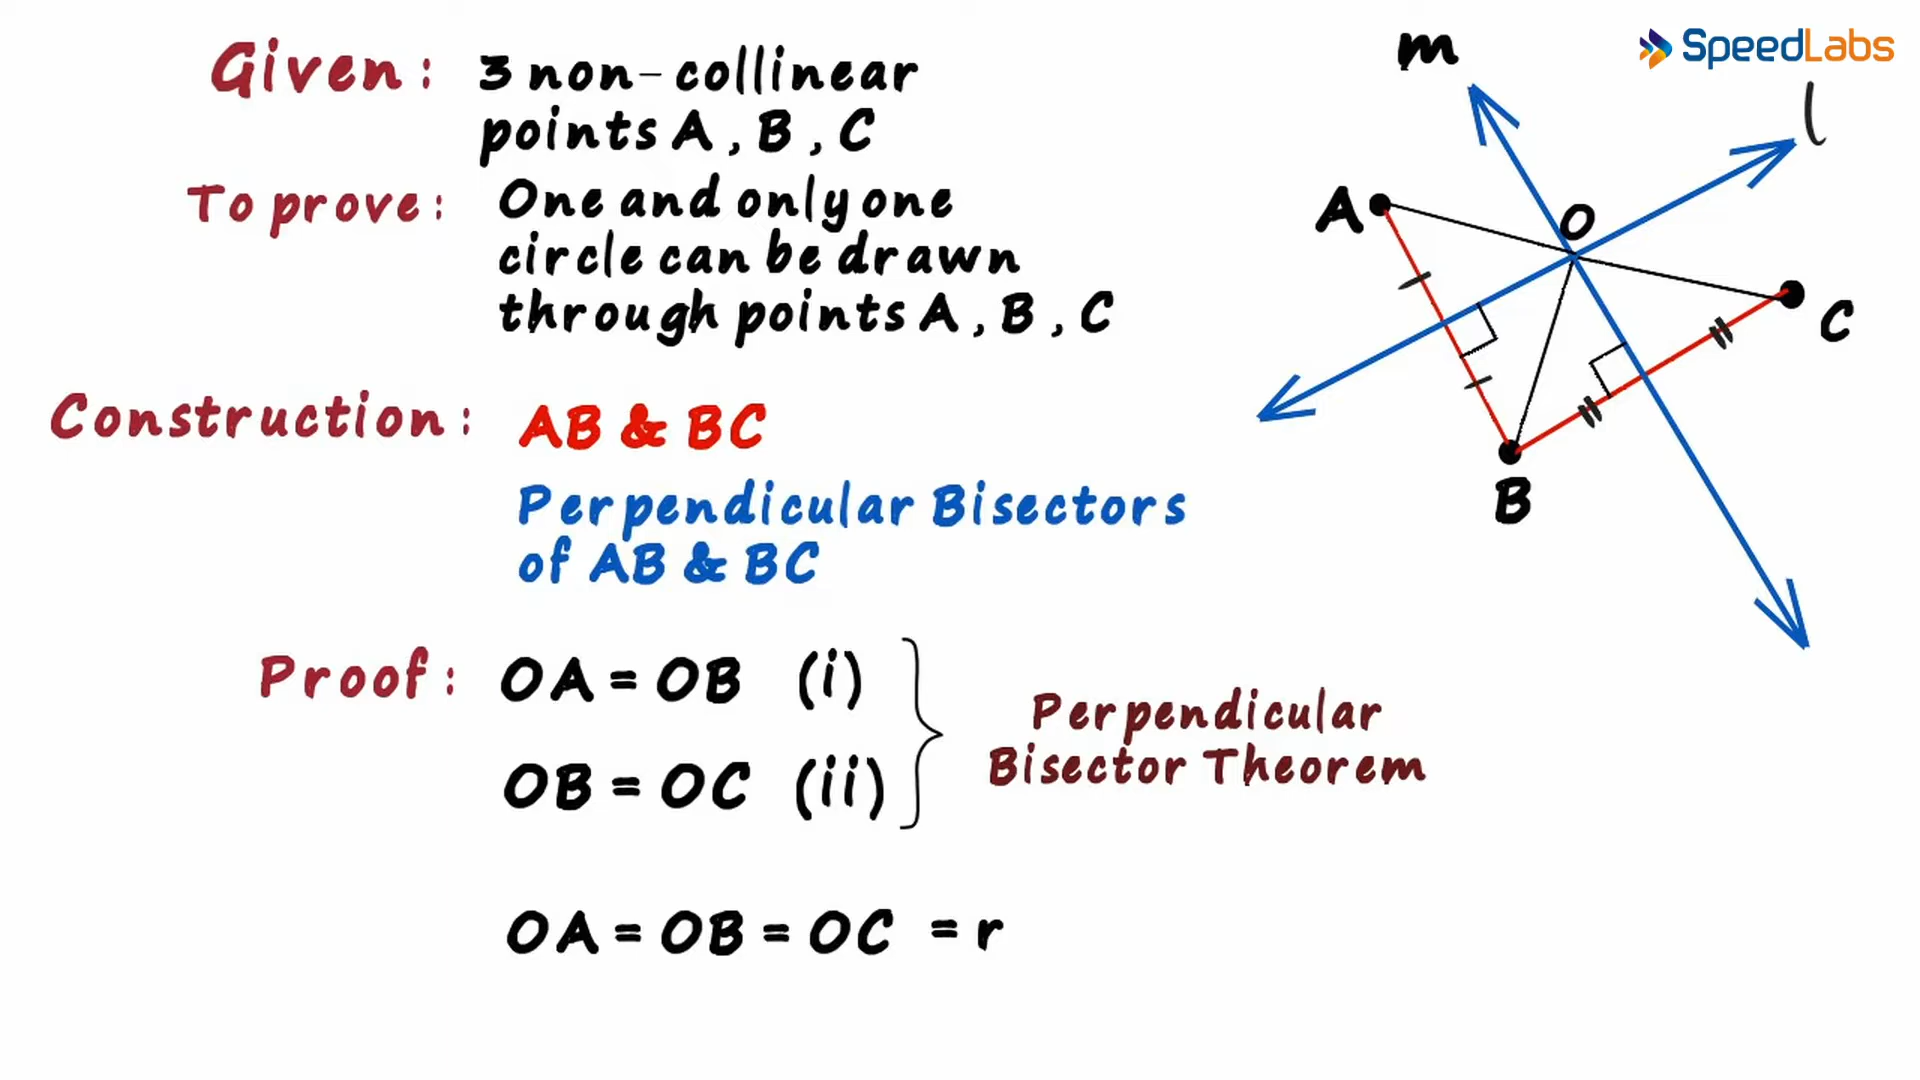 Given: 3 non-collinear
points A, B, C
To prove: One and only one
circle can be drawn
through points A, B, C
Construction: AB & BC
Perpendicular Bisectors
of AB & BC
Proof: OA = OB (i)
OB = OC (ii)
Perpendicular
Bisector Theorem
OA = OB = OC = r
SpeedLabs
m
l
A
O
C
B